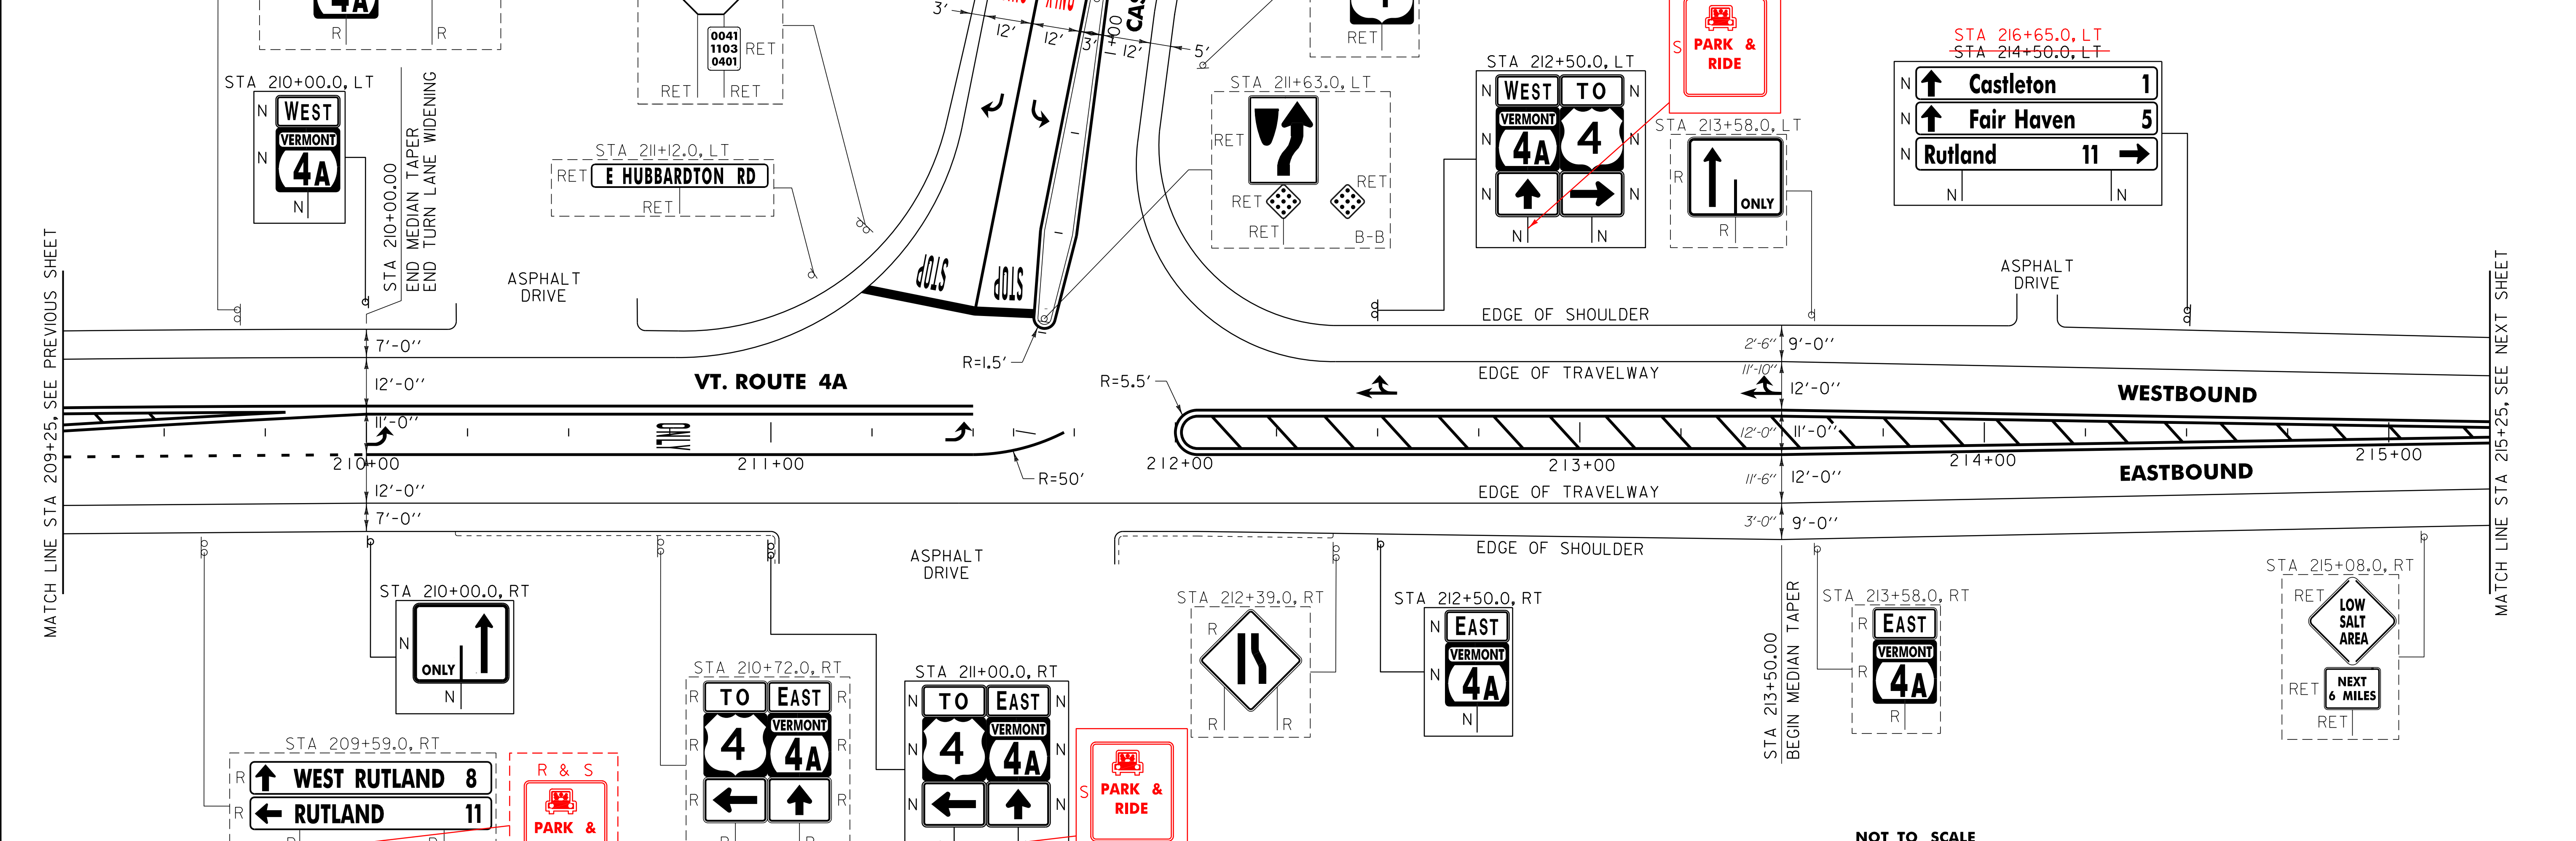 4A
R
R
STA 210+00.0, LT
N
WEST
VERMONT
N
4A
N
STA 210+00.00
END MEDIAN TAPER
END TURN LANE WIDENING
0041
1103
0401
RET
RET
RET
STA 211+12.0, LT
RET
E HUBBARDTON RD
RET
3'
12'
12'
3'
1+00
12'
5'
CAS
STOP
STOP
RET
STA 211+63.0, LT
RET
RET
RET
RET
B-B
STA 212+50.0, LT
N
WEST
TO
N
N
VERMONT
4A
4
N
N
N
N
N
S
PARK &
RIDE
STA 213+58.0, LT
R
ONLY
R
STA 216+65.0, LT
STA 214+50.0, LT
N
Castleton 1
N
Fair Haven 5
N
Rutland 11
N
N
ASPHALT
DRIVE
ASPHALT
DRIVE
MATCH LINE STA 209+25, SEE PREVIOUS SHEET
MATCH LINE STA 215+25, SEE NEXT SHEET
EDGE OF SHOULDER
7'-0"
R=1.5'
2'-6"
9'-0"
12'-0"
VT. ROUTE 4A
R=5.5'
EDGE OF TRAVELWAY
11'-10"
12'-0"
WESTBOUND
11'-0"
ONLY
12'-0"
11'-0"
210+00
211+00
212+00
213+00
214+00
215+00
R=50'
12'-0"
EDGE OF TRAVELWAY
11'-6"
12'-0"
EASTBOUND
7'-0"
3'-0"
9'-0"
ASPHALT
DRIVE
EDGE OF SHOULDER
STA 210+00.0, RT
N
ONLY
N
STA 209+59.0, RT
R
WEST RUTLAND 8
R
RUTLAND 11
R & S
PARK &
STA 210+72.0, RT
R
TO
EAST
R
R
4
VERMONT
4A
R
R
R
R
R
STA 211+00.0, RT
N
TO
EAST
N
N
4
VERMONT
4A
N
N
N
S
PARK &
RIDE
STA 212+39.0, RT
R
R
R
STA 212+50.0, RT
N
EAST
VERMONT
N
4A
N
STA 213+50.00
BEGIN MEDIAN TAPER
STA 213+58.0, RT
R
EAST
VERMONT
R
4A
R
STA 215+08.0, RT
RET
LOW
SALT
AREA
RET
NEXT
6 MILES
RET
NOT TO SCALE